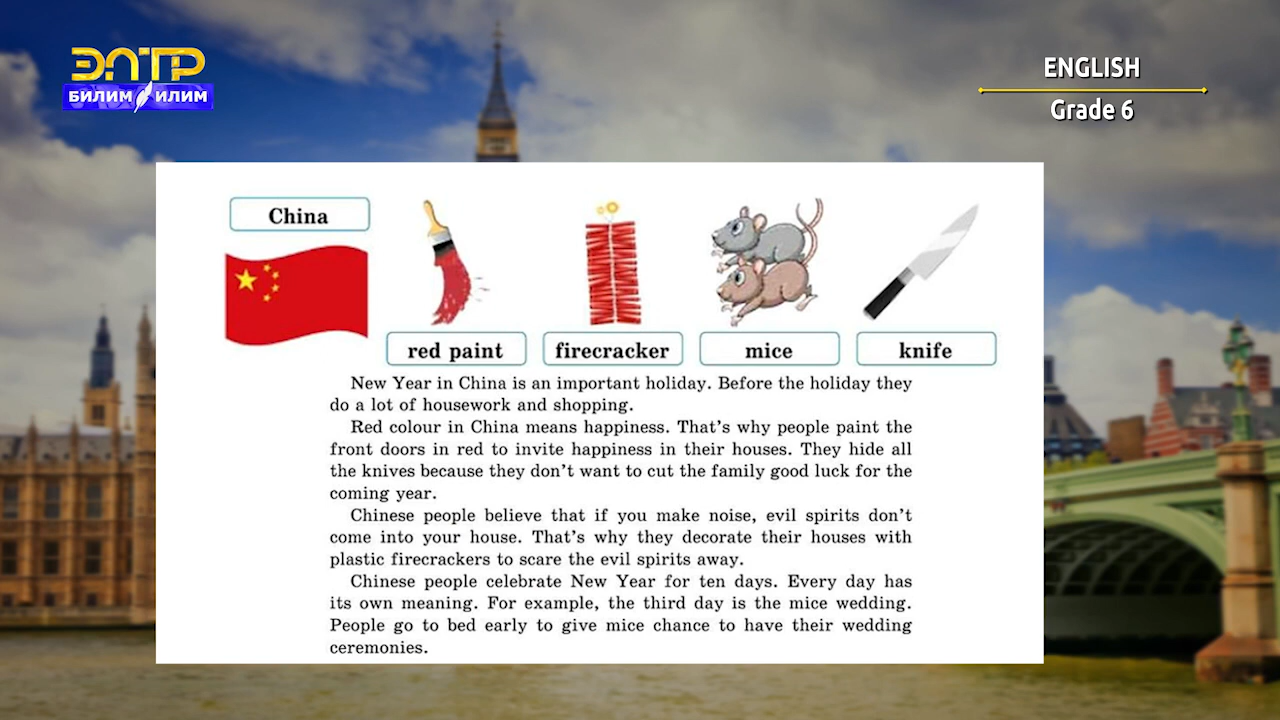 ЭЛТР
БИЛИМ ИЛИМ
ENGLISH
Grade 6
China
red paint
firecracker
mice
knife
New Year in China is an important holiday. Before the holiday they
do a lot of housework and shopping.
Red colour in China means happiness. That's why people paint the
front doors in red to invite happiness in their houses. They hide all
the knives because they don't want to cut the family good luck for the
coming year.
Chinese people believe that if you make noise, evil spirits don't
come into your house. That's why they decorate their houses with
plastic firecrackers to scare the evil spirits away.
Chinese people celebrate New Year for ten days. Every day has
its own meaning. For example, the third day is the mice wedding.
People go to bed early to give mice chance to have their wedding
ceremonies.